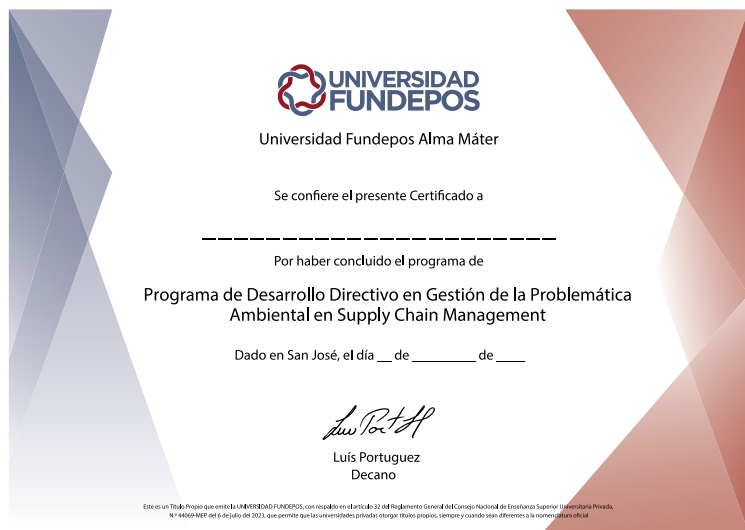 UNIVERSIDAD
FUNDEPOS
Universidad Fundepos Alma Máter
Se confiere el presente Certificado a
_______________________
Por haber concluido el programa de
Programa de Desarrollo Directivo en Gestión de la Problemática
Ambiental en Supply Chain Management
Dado en San José, el día __ de ________ de ____
Luís Portuguez
Decano
Este es un Título Propio que emite la UNIVERSIDAD FUNDEPOS, con respaldo en el artículo 32 del Reglamento General del Consejo Nacional de Enseñanza Superior Universitaria Privada,
N.º 44069-MEP del 6 de julio del 2023, que permite que las universidades privadas otorgar títulos propios, siempre y cuando sean diferentes a la nomenclatura oficial